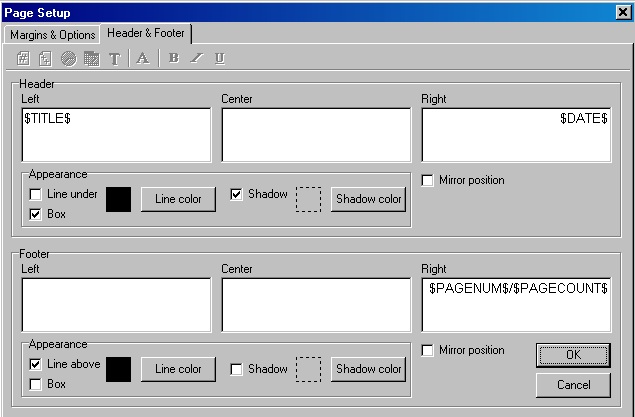 Page Setup
Margins & Options
Header & Footer
# T A B I U
Header
Left Center Right
$TITLE$ $DATE$
Appearance
Line under
Box
Line color
Shadow
Shadow color
Mirror position
Footer
Left Center Right
$PAGENUM$/$PAGECOUNT$
Appearance
Line above
Box
Line color
Shadow
Shadow color
Mirror position
OK
Cancel